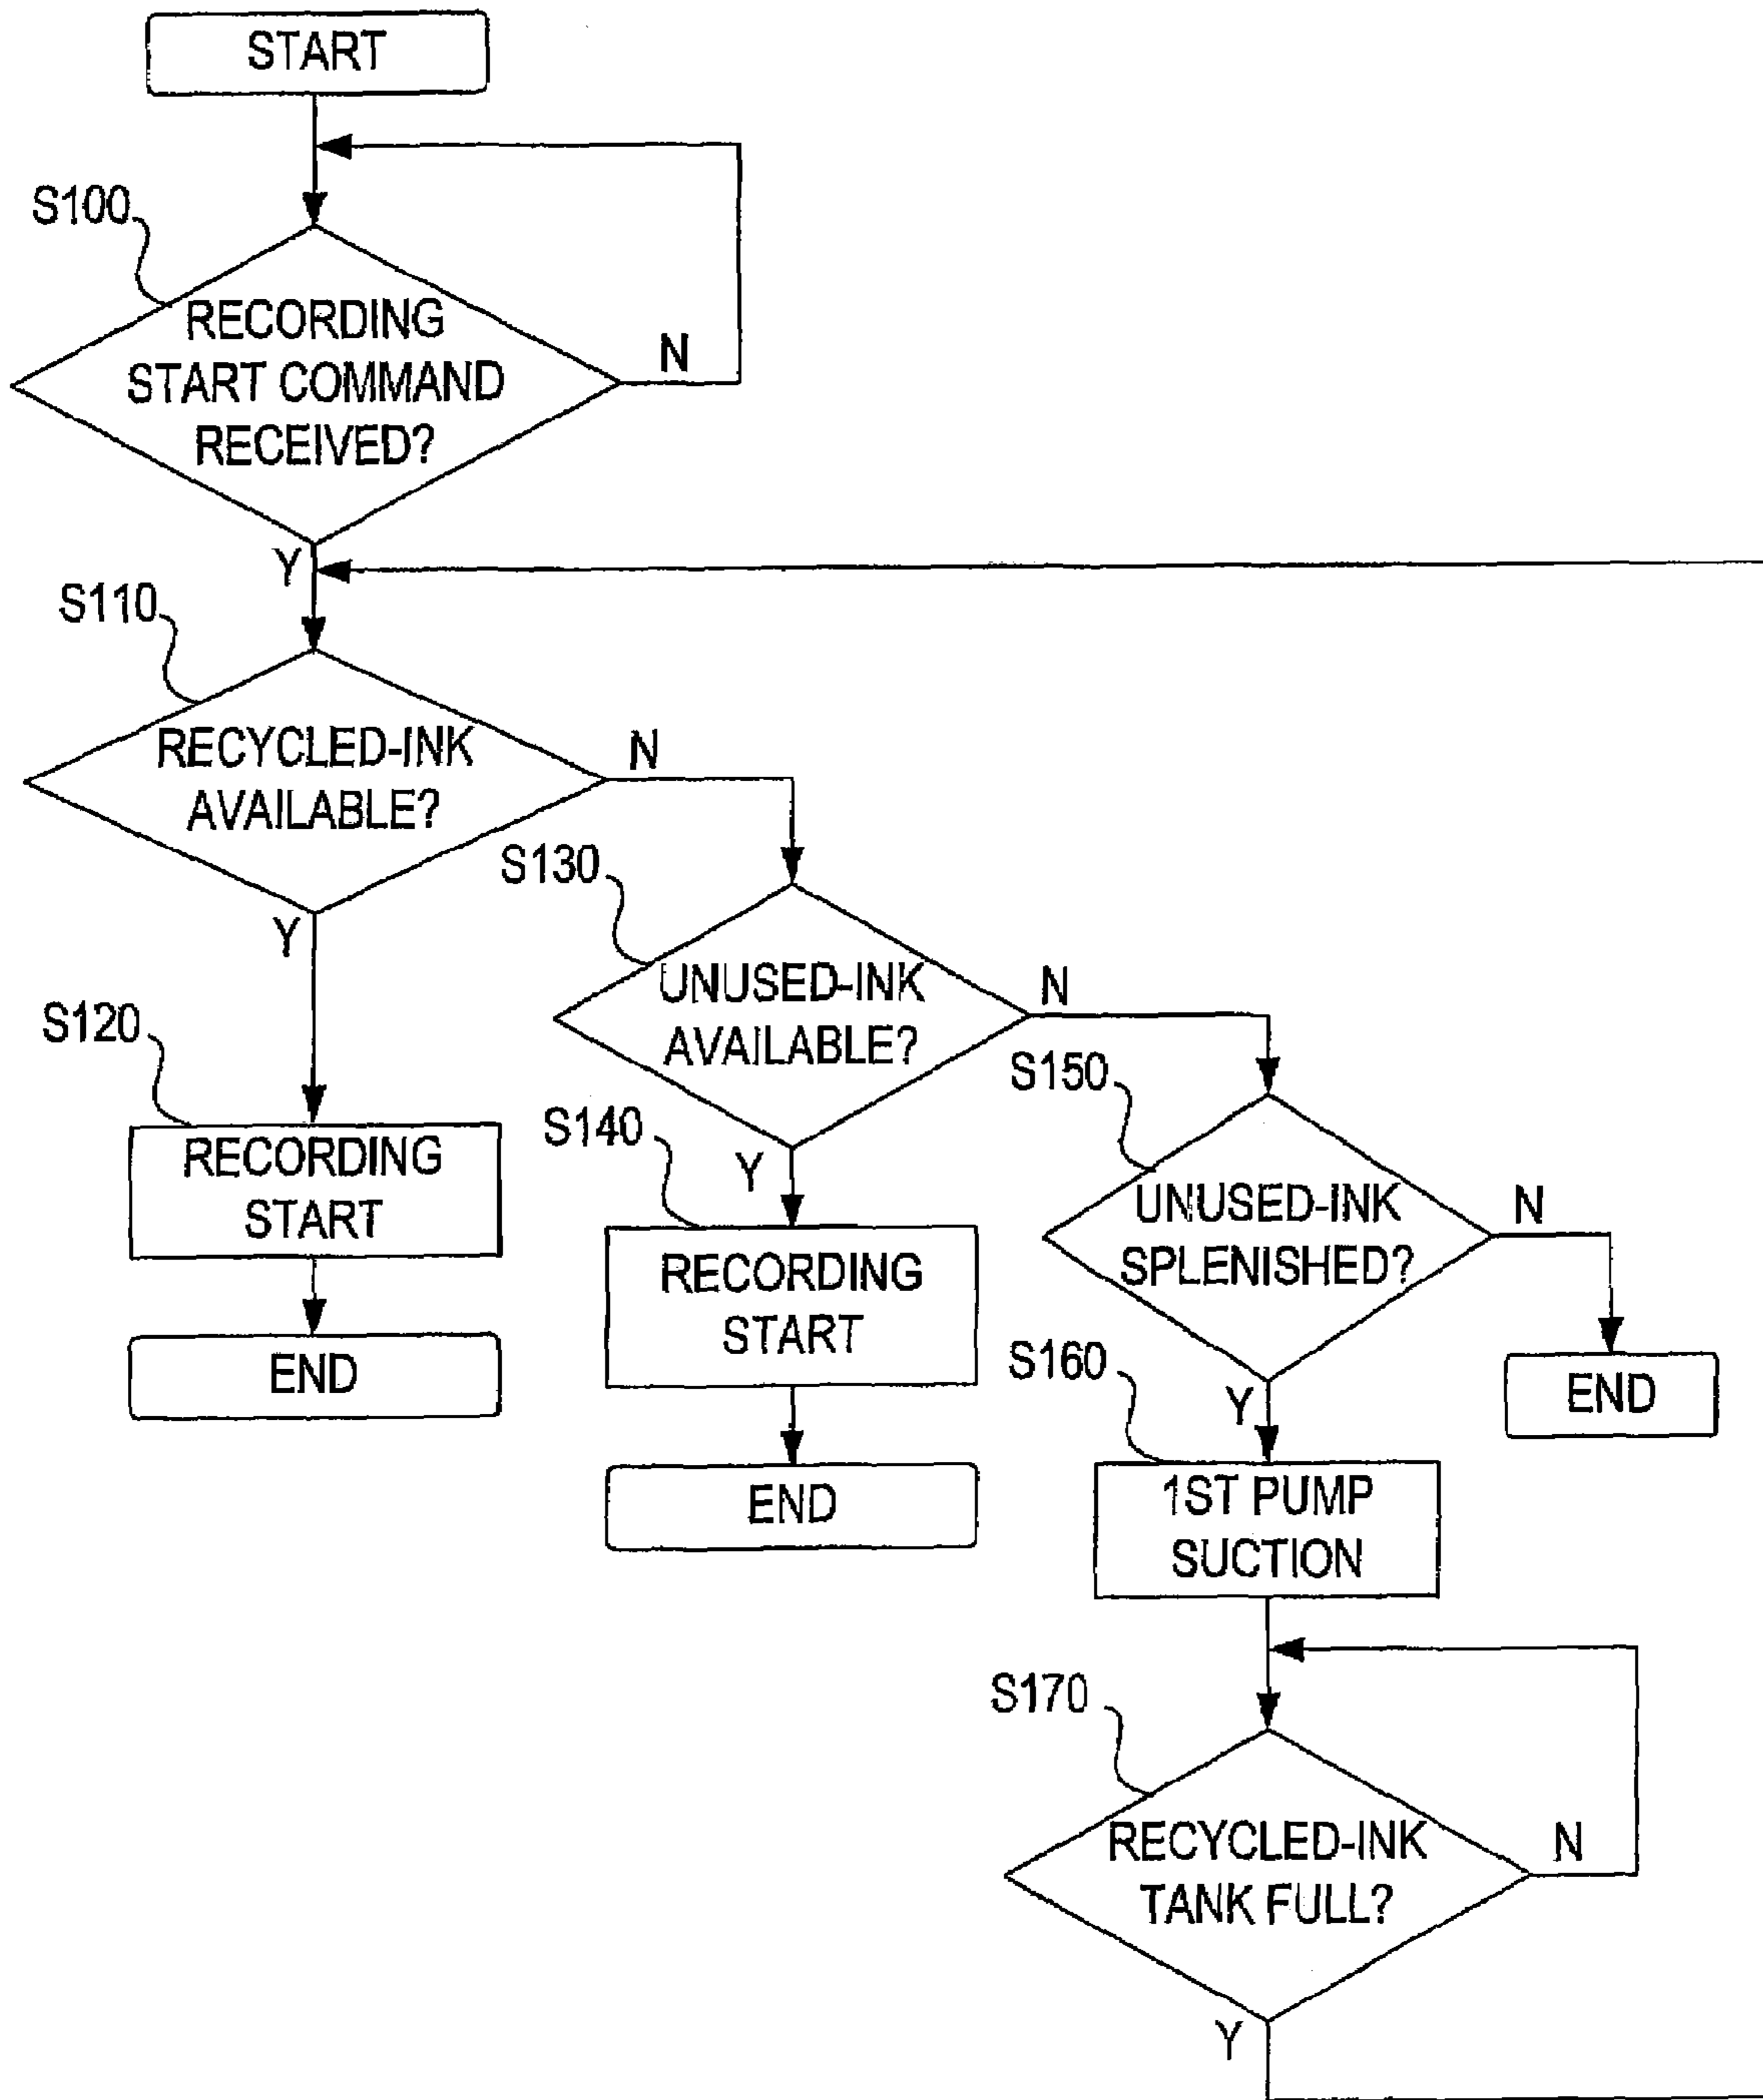 START
S100
RECORDING
START COMMAND
RECEIVED?
N
Y
S110
RECYCLED-INK
AVAILABLE?
N
Y
S130
UNUSED-INK
AVAILABLE?
N
Y
S120
RECORDING
START
END
S140
RECORDING
START
END
S150
UNUSED-INK
SPLENISHED?
N
END
Y
S160
1ST PUMP
SUCTION
S170
RECYCLED-INK
TANK FULL?
N
Y